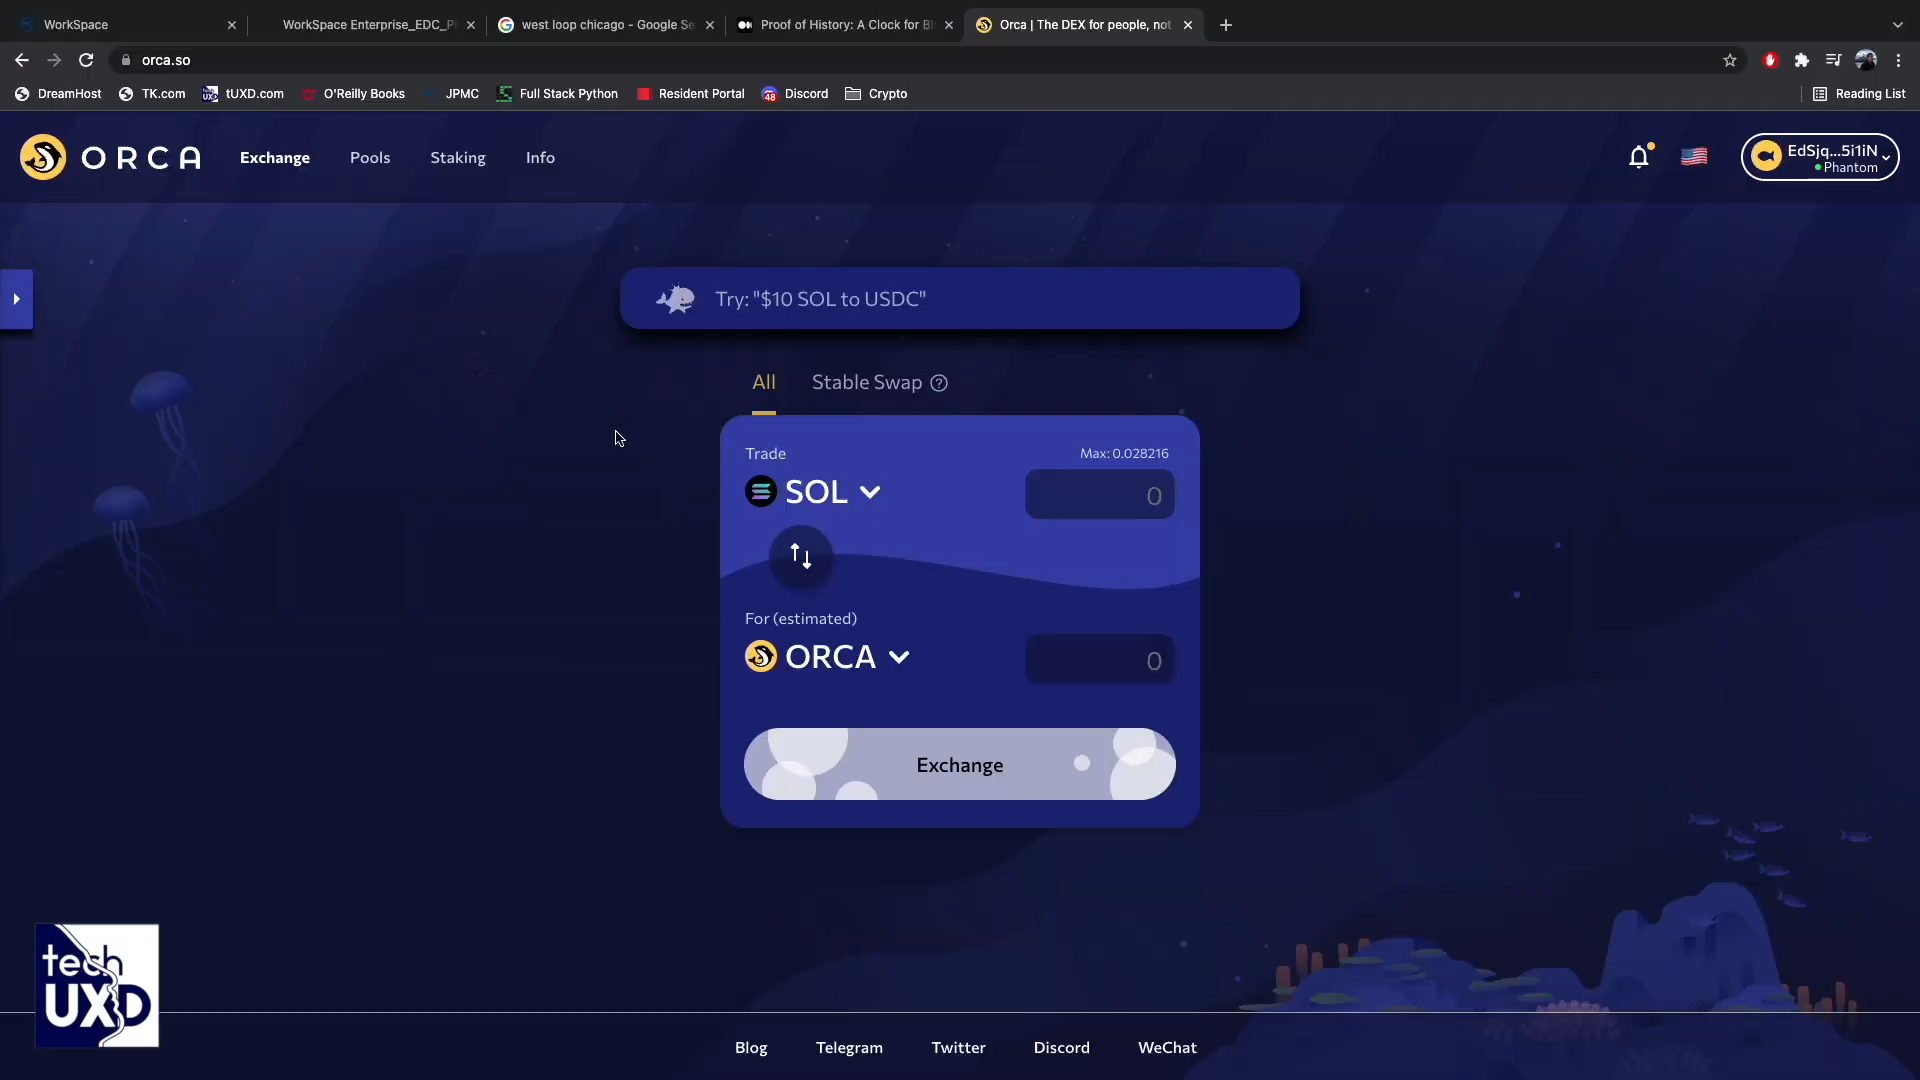 WorkSpace
WorkSpace Enterprise_EDC_P
west loop chicago - Google Se
Proof of History: A Clock for Bl
Orca | The DEX for people, not
orca.so
DreamHost
TK.com
tUXD.com
O'Reilly Books
JPMC
Full Stack Python
Resident Portal
48
Discord
Crypto
Reading List
ORCA
Exchange
Pools
Staking
Info
EdSjq...5i1iN
Phantom
Try: "$10 SOL to USDC"
All
Stable Swap ?
Trade
Max: 0.028216
SOL
0
For (estimated)
ORCA
0
Exchange
tech
UXD
Blog
Telegram
Twitter
Discord
WeChat